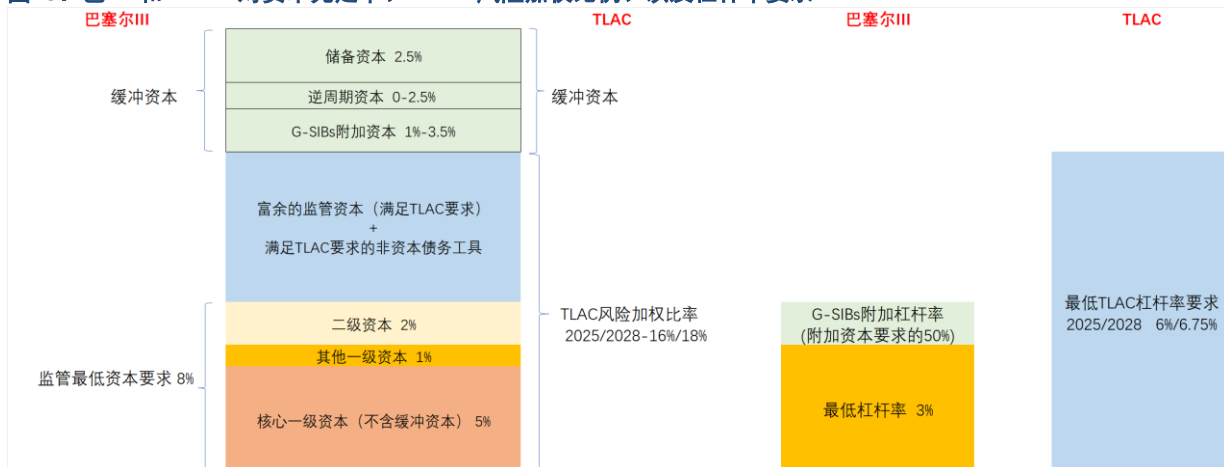 巴塞尔III
TLAC
巴塞尔III
TLAC
储备资本 2.5%
缓冲资本
逆周期资本 0-2.5%
缓冲资本
G-SIBs附加资本 1%-3.5%
富余的监管资本（满足TLAC要求）
+
满足TLAC要求的非资本债务工具
二级资本 2%
其他一级资本 1%
监管最低资本要求 8%
核心一级资本（不含缓冲资本） 5%
TLAC风险加权比率
2025/2028-16%/18%
G-SIBs附加杠杆率
(附加资本要求的50%)
最低杠杆率 3%
最低TLAC杠杆率要求
2025/2028 6%/6.75%